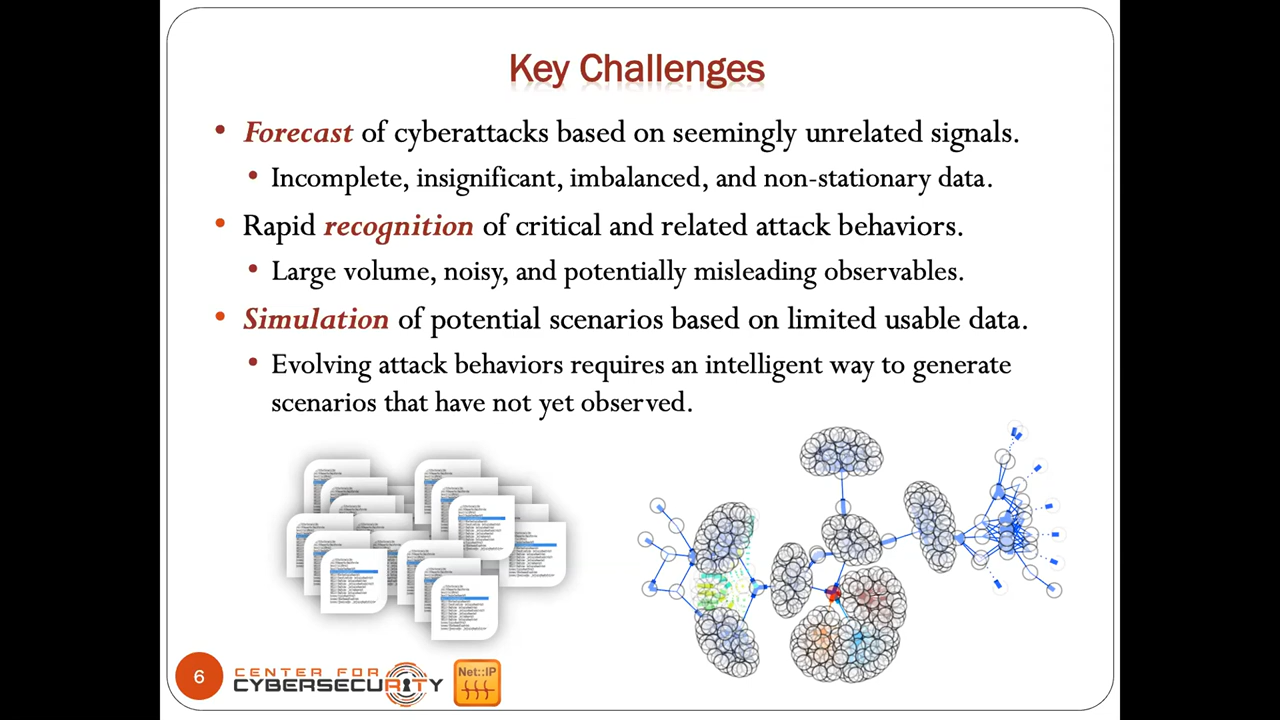 Key Challenges
• Forecast of cyberattacks based on seemingly unrelated signals.
• Incomplete, insignificant, imbalanced, and non-stationary data.
• Rapid recognition of critical and related attack behaviors.
• Large volume, noisy, and potentially misleading observables.
• Simulation of potential scenarios based on limited usable data.
• Evolving attack behaviors requires an intelligent way to generate
scenarios that have not yet observed.
6
CENTER FOR
CYBERSECURITY
Net::IP